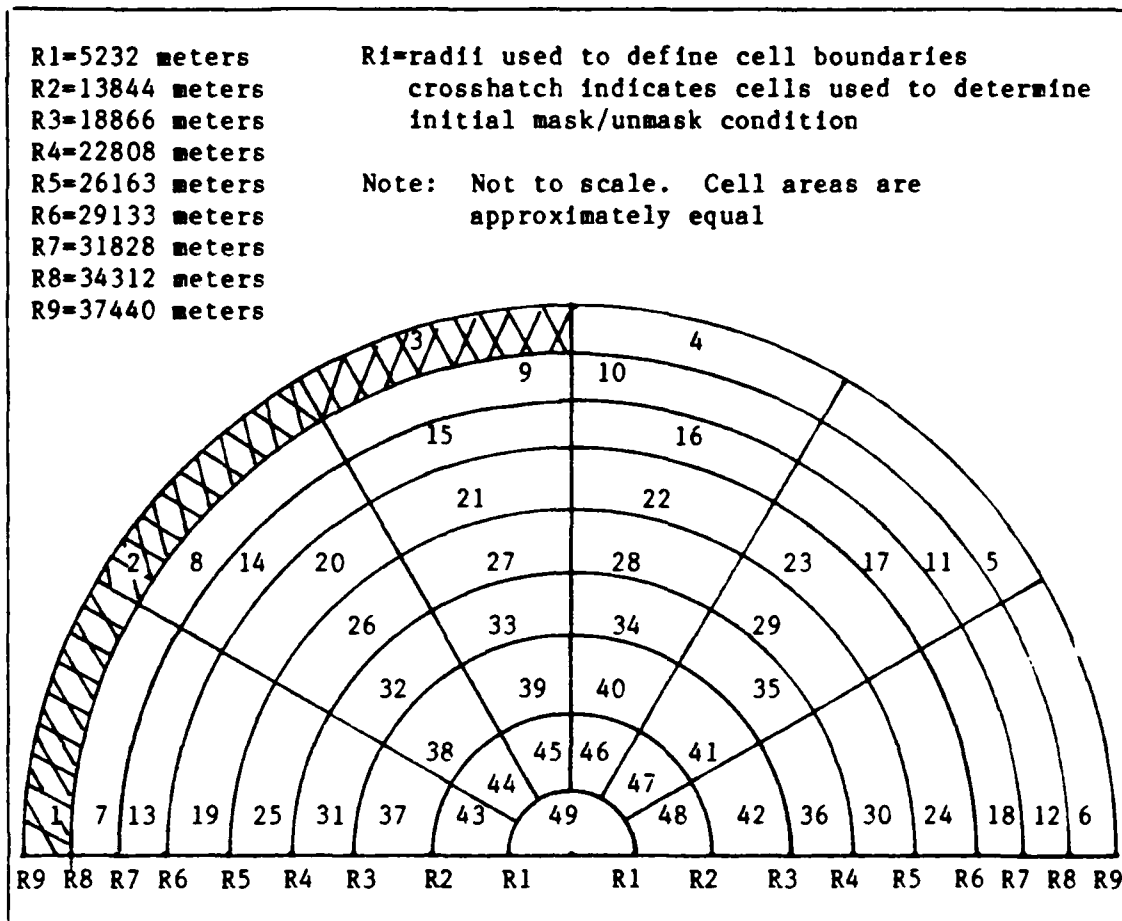 R1=5232 meters
R2=13844 meters
R3=18866 meters
R4=22808 meters
R5=26163 meters
R6=29133 meters
R7=31828 meters
R8=34312 meters
R9=37440 meters
Ri=radii used to define cell boundaries
crosshatch indicates cells used to determine
initial mask/unmask condition
Note: Not to scale. Cell areas are
approximately equal
3 4
9 10
15 16
21 22
2 8 14 20 27 28 23 17 11 5
26 33 34 29
32 39 40 35
38 45 46 41
44 47
1 7 13 19 25 31 37 43 49 48 42 36 30 24 18 12 6
R9 R8 R7 R6 R5 R4 R3 R2 R1 R1 R2 R3 R4 R5 R6 R7 R8 R9